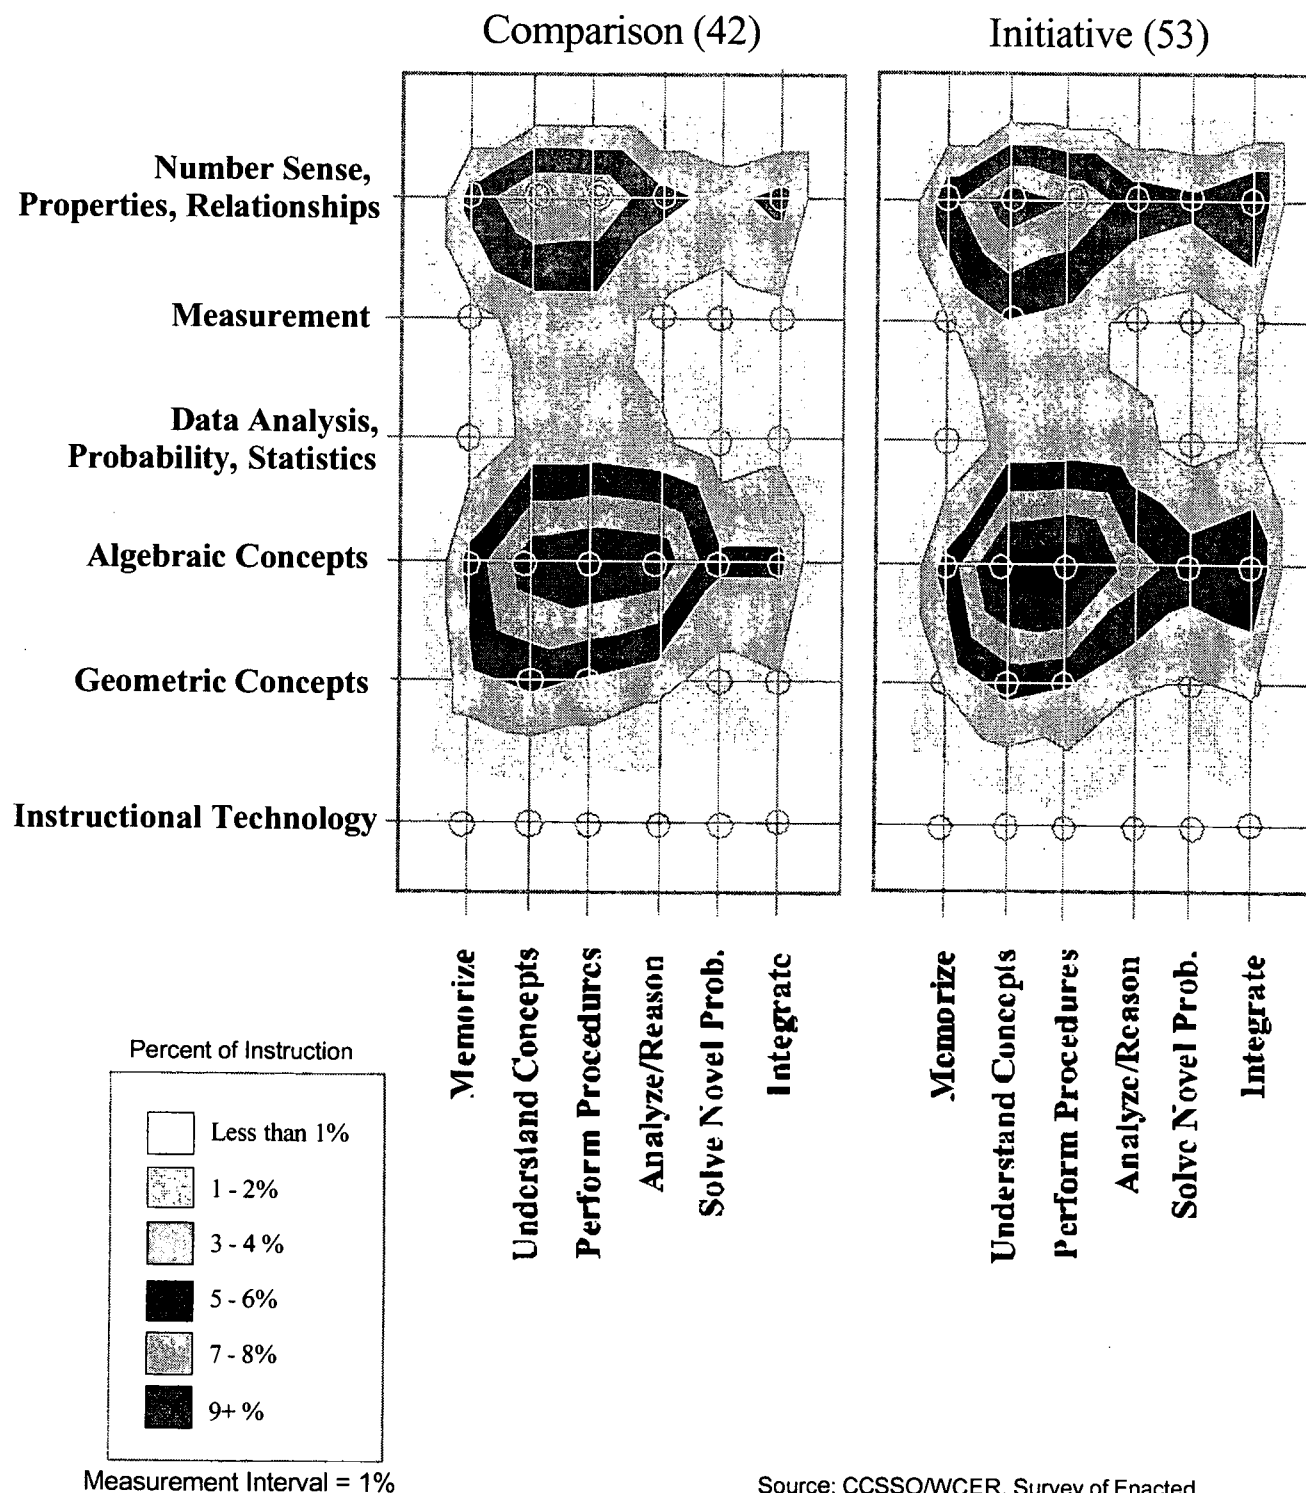 Comparison (42)
Initiative (53)
Number Sense,
Properties, Relationships
Measurement
Data Analysis,
Probability, Statistics
Algebraic Concepts
Geometric Concepts
Instructional Technology
Memorize
Understand Concepts
Perform Procedures
Analyze/Reason
Solve Novel Prob.
Integrate
Memorize
Understand Concepts
Perform Procedures
Analyze/Reason
Solve Novel Prob.
Integrate
Percent of Instruction
Less than 1%
1 - 2%
3 - 4 %
5 - 6%
7 - 8%
9+ %
Measurement Interval = 1%
Source: CCSSO/WCER, Survey of Enacted